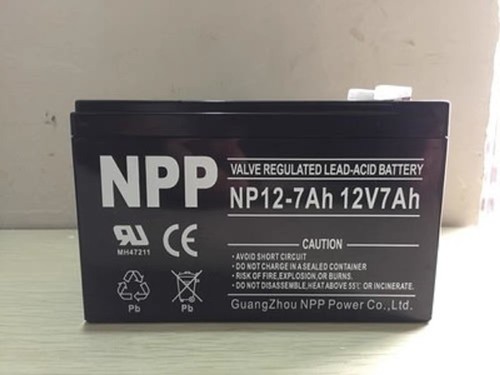 NPP
VALVE REGULATED LEAD-ACID BATTERY
NP12-7Ah 12V7Ah
MH47211
CE
CAUTION
• AVOID SHORT CIRCUIT
• DO NOT CHARGE IN A SEALED CONTAINER
• RISK OF FIRE,EXPLOSION,OR BURNS.
• DO NOT DISASSEMBLE,HEAT ABOVE 55℃ OR INCINERATE.
Pb
Pb
GuangZhou NPP Power Co.,Ltd.